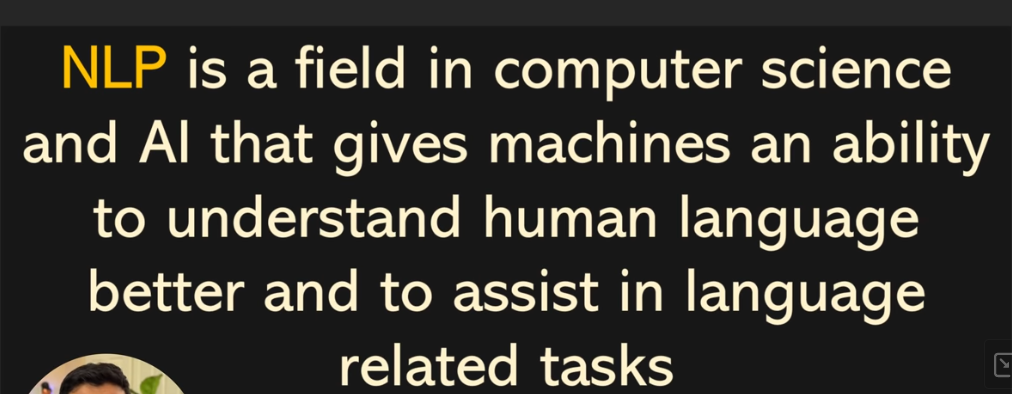 NLP is a field in computer science
and AI that gives machines an ability
to understand human language
better and to assist in language
related tasks